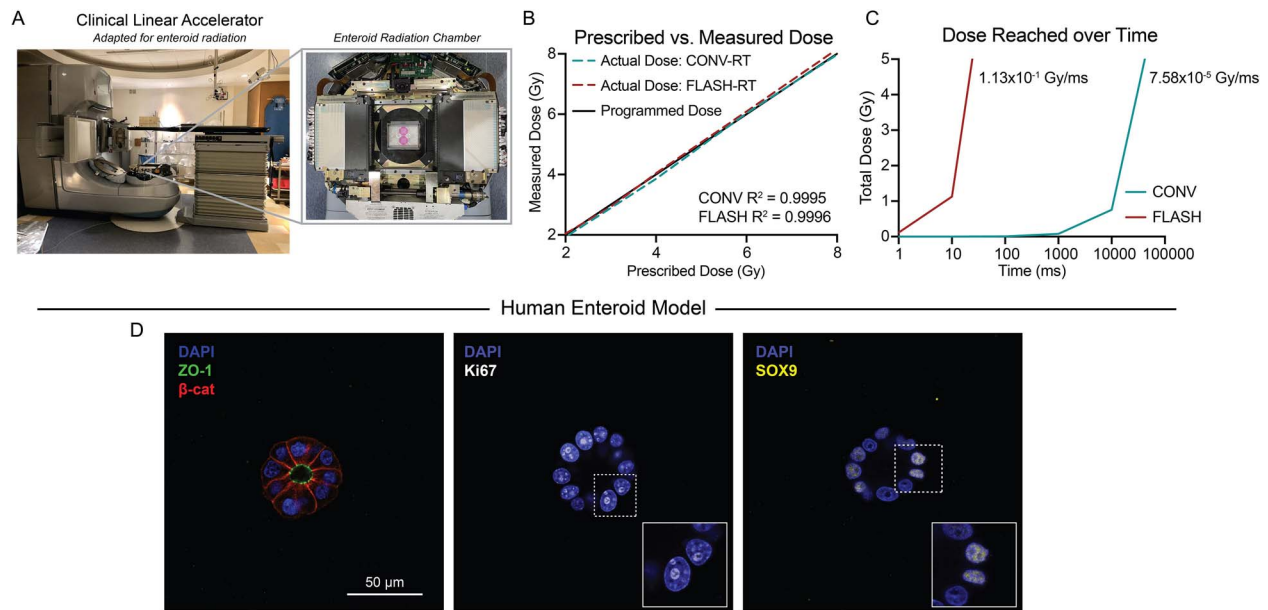 A
Clinical Linear Accelerator
Adapted for enteroid radiation
Enteroid Radiation Chamber
B
Prescribed vs. Measured Dose
Measured Dose (Gy)
8
6
4
2
Actual Dose: CONV-RT
Actual Dose: FLASH-RT
Programmed Dose
CONV R² = 0.9995
FLASH R² = 0.9996
2
4
6
8
Prescribed Dose (Gy)
C
Dose Reached over Time
Total Dose (Gy)
5
4
3
2
1
0
1.13x10⁻¹ Gy/ms
7.58x10⁻⁵ Gy/ms
CONV
FLASH
1
10
100
1000
10000
100000
Time (ms)
Human Enteroid Model
D
DAPI
ZO-1
β-cat
50 µm
DAPI
Ki67
DAPI
SOX9